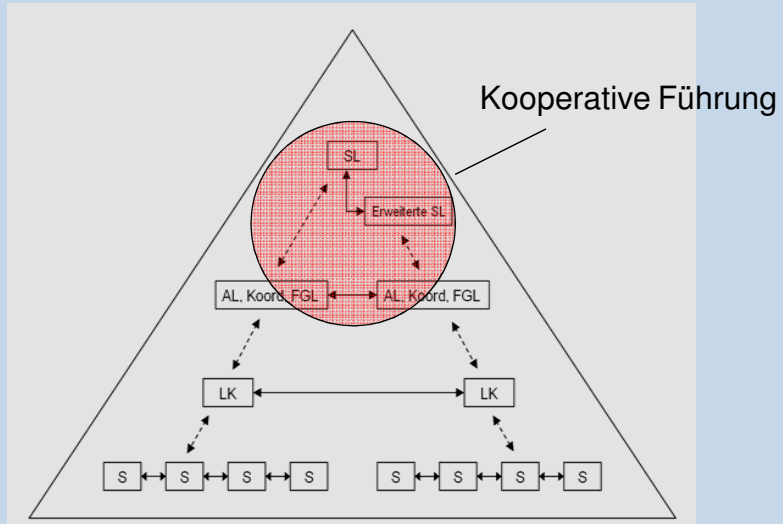 Kooperative Führung
SL
Erweiterte SL
AL, Koord, FGL AL, Koord, FGL
LK LK
S S S S S S S S